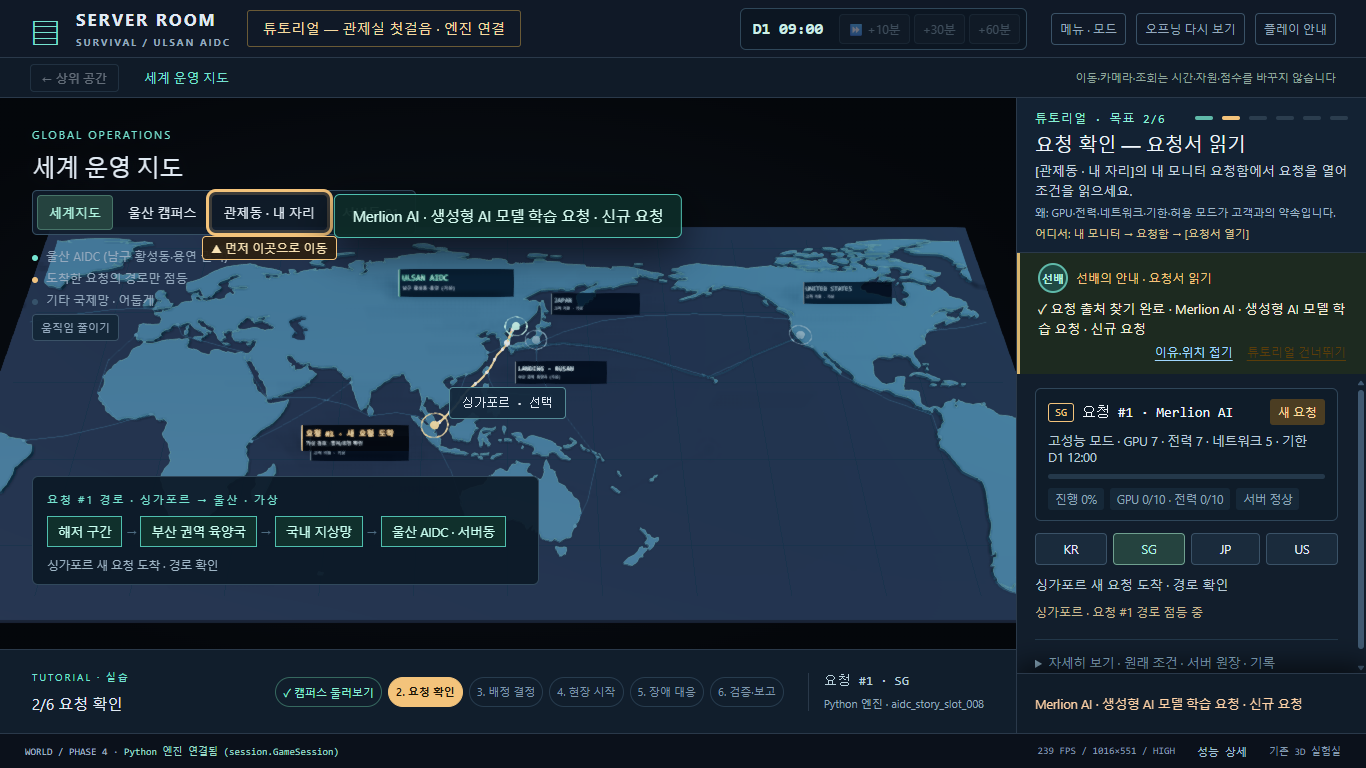 SERVER ROOM
SURVIVAL / ULSAN AIDC
튜토리얼 — 관제실 첫걸음 · 엔진 연결
D1 09:00
+10분
+30분
+60분
메뉴 · 모드
오프닝 다시 보기
플레이 안내
← 상위 공간
세계 운영 지도
이동·카메라·조회는 시간·자원·점수를 바꾸지 않습니다
GLOBAL OPERATIONS
세계 운영 지도
세계지도
울산 캠퍼스
관제동 · 내 자리
Merlion AI · 생성형 AI 모델 학습 요청 · 신규 요청
▲ 먼저 이곳으로 이동
울산 AIDC (남구 황성동·용연
도착한 요청의 경로만 점등
기타 국제망 · 어둡게
움직임 줄이기
ULSAN AIDC
JAPAN
UNITED STATES
LANDING · BUSAN
싱가포르 · 선택
요청 #1 · 새 요청 도착
요청 #1 경로 · 싱가포르 → 울산 · 가상
해저 구간 → 부산 권역 육양국 → 국내 지상망 → 울산 AIDC · 서버동
싱가포르 새 요청 도착 · 경로 확인
튜토리얼 · 목표 2/6
요청 확인 — 요청서 읽기
[관제동 · 내 자리]의 내 모니터 요청함에서 요청을 열어
조건을 읽으세요.
왜: GPU·전력·네트워크·기한·허용 모드가 고객과의 약속입니다.
어디서: 내 모니터 → 요청함 → [요청서 열기]
선배
선배의 안내 · 요청서 읽기
✓ 요청 출처 찾기 완료 · Merlion AI · 생성형 AI 모델 학
습 요청 · 신규 요청
이유·위치 접기
튜토리얼 건너뛰기
SG
요청 #1 · Merlion AI
새 요청
고성능 모드 · GPU 7 · 전력 7 · 네트워크 5 · 기한
D1 12:00
진행 0%
GPU 0/10 · 전력 0/10
서버 정상
KR
SG
JP
US
싱가포르 새 요청 도착 · 경로 확인
싱가포르 · 요청 #1 경로 점등 중
▶ 자세히 보기 · 원래 조건 · 서버 원장 · 기록
Merlion AI · 생성형 AI 모델 학습 요청 · 신규 요청
TUTORIAL · 실습
2/6 요청 확인
✓ 캠퍼스 둘러보기
2. 요청 확인
3. 배정 결정
4. 현장 시작
5. 장애 대응
6. 검증·보고
요청 #1 · SG
Python 엔진 · aidc_story_slot_008
WORLD / PHASE 4 · Python 엔진 연결됨 (session.GameSession)
239 FPS / 1016×551 / HIGH
성능 상세
기존 3D 실험실